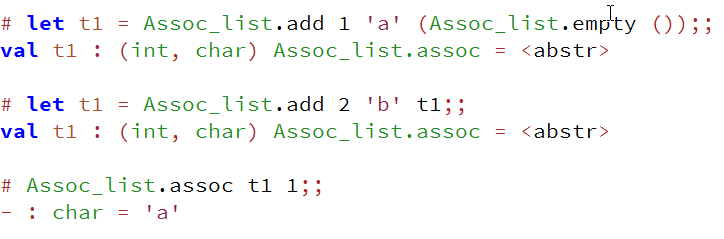 # let t1 = Assoc_list.add 1 'a' (Assoc_list.empty ());;
val t1 : (int, char) Assoc_list.assoc = <abstr>
# let t1 = Assoc_list.add 2 'b' t1;;
val t1 : (int, char) Assoc_list.assoc = <abstr>
# Assoc_list.assoc t1 1;;
- : char = 'a'